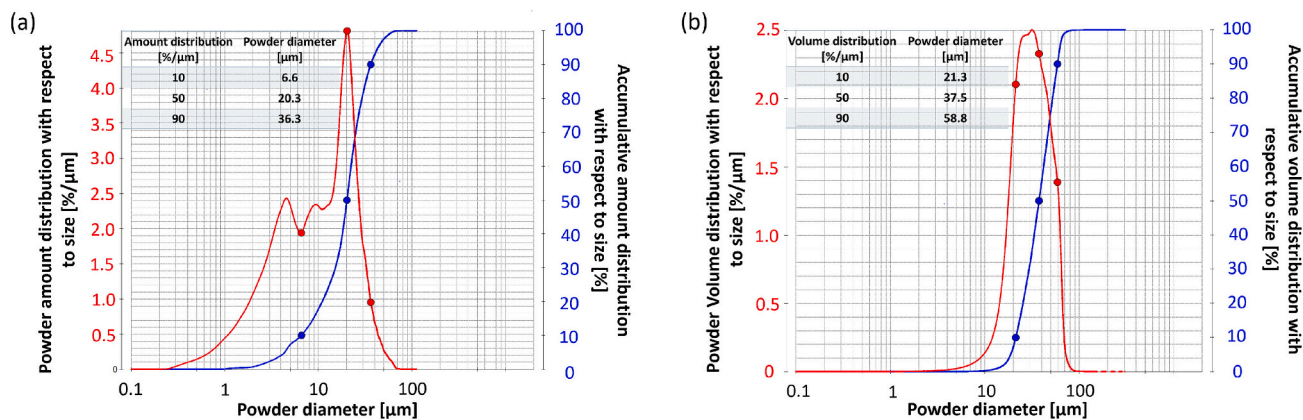 (a)
Powder amount distribution with respect
to size [%/µm]
4.5
4.0
3.5
3.0
2.5
2.0
1.5
1.0
0.5
0
Amount distribution Powder diameter
[%/µm] [µm]
10 6.6
50 20.3
90 36.3
100
90
80
70
60
50
40
30
20
10
0
Accumulative amount distribution
with respect to size [%]
0.1 1 10 100
Powder diameter [µm]
(b)
Powder Volume distribution with respect
to size [%/µm]
2.5
2.0
1.5
1.0
0.5
0
Volume distribution Powder diameter
[%/µm] [µm]
10 21.3
50 37.5
90 58.8
100
90
80
70
60
50
40
30
20
10
0
Accumulative volume distribution with
respect to size [%]
0.1 1 10 100
Powder diameter [µm]